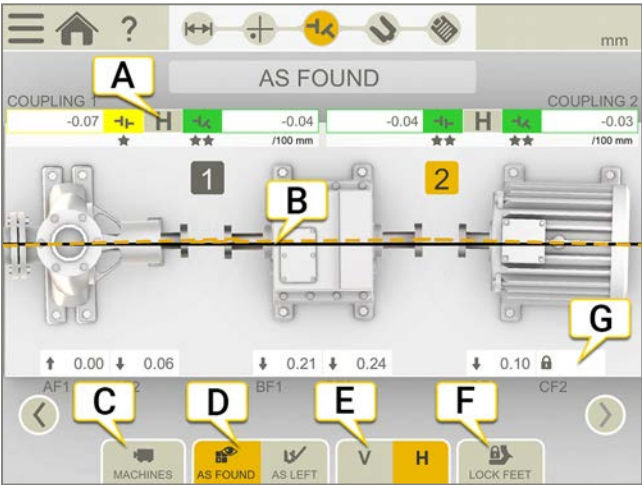 ?
mm
A
AS FOUND
COUPLING 1
COUPLING 2
-0.07 H -0.04
-0.04 H -0.03
/100 mm
/100 mm
1
2
B
G
0.00 0.06
0.21 0.24
0.10
AF1
BF1
CF2
C
D
E
F
MACHINES
AS FOUND
AS LEFT
V
H
LOCK FEET